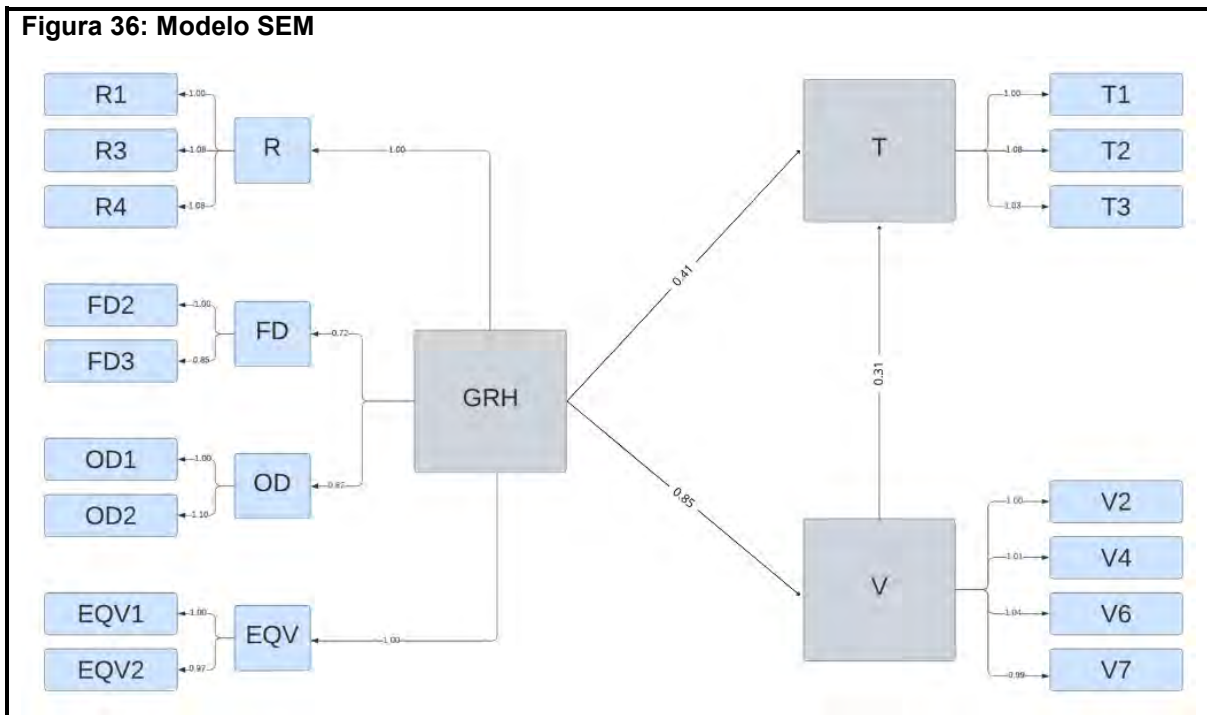 Figura 36: Modelo SEM
R1
R3
R4
1.00
1.08
1.08
R
1.00
FD2
FD3
1.00
0.85
FD
0.72
OD1
OD2
1.00
1.10
OD
EQV1
EQV2
1.00
0.97
EQV
1.00
GRH
0.41
0.85
0.31
T
1.00
1.08
1.03
T1
T2
T3
V
1.00
1.01
1.04
0.99
V2
V4
V6
V7